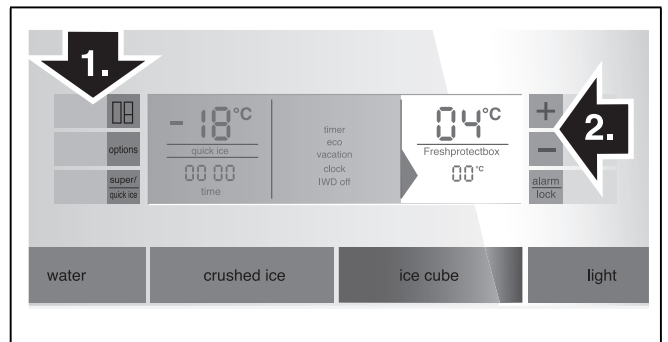 1.
options
super/
quick ice
- 18°C
quick ice
00 00
time
timer
eco
vacation
clock
IWD off
04°C
Freshprotectbox
00°C
+
-
2.
alarm
lock
water
crushed ice
ice cube
light